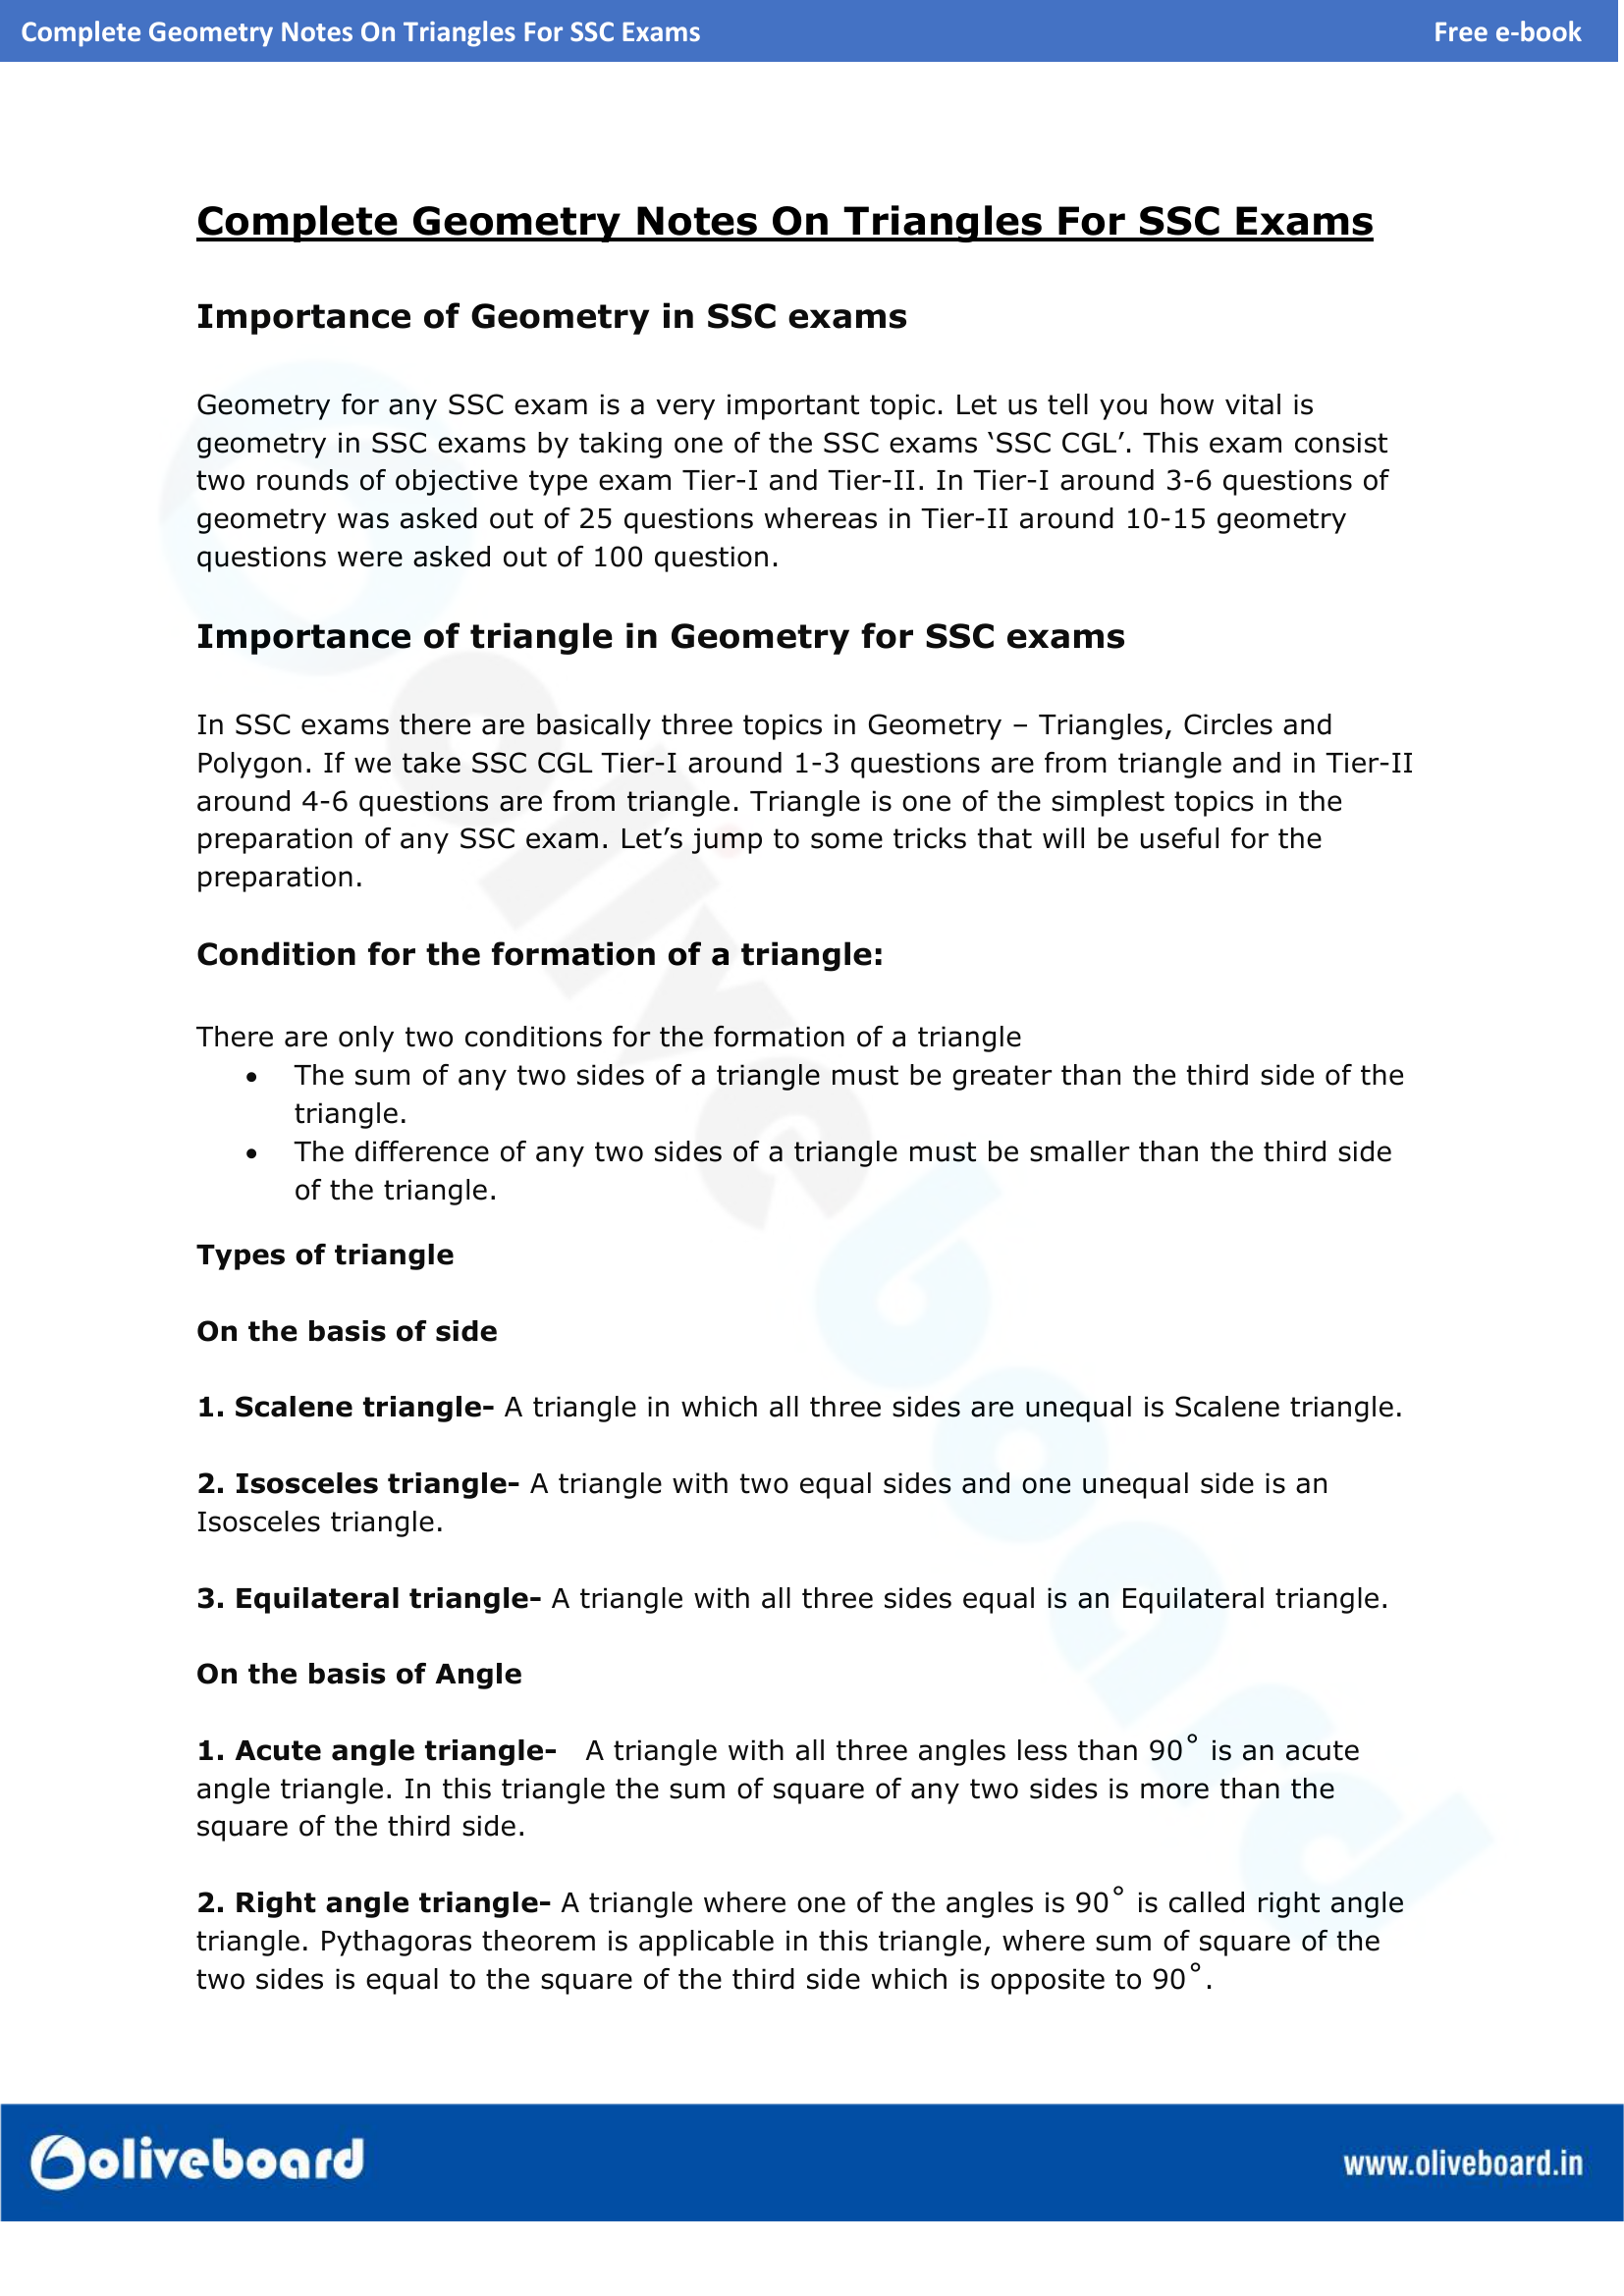 Complete Geometry Notes On Triangles For SSC Exams Free e-book
Complete Geometry Notes On Triangles For SSC Exams
Importance of Geometry in SSC exams
Geometry for any SSC exam is a very important topic. Let us tell you how vital is
geometry in SSC exams by taking one of the SSC exams ‘SSC CGL’. This exam consist
two rounds of objective type exam Tier-I and Tier-II. In Tier-I around 3-6 questions of
geometry was asked out of 25 questions whereas in Tier-II around 10-15 geometry
questions were asked out of 100 question.
Importance of triangle in Geometry for SSC exams
In SSC exams there are basically three topics in Geometry – Triangles, Circles and
Polygon. If we take SSC CGL Tier-I around 1-3 questions are from triangle and in Tier-II
around 4-6 questions are from triangle. Triangle is one of the simplest topics in the
preparation of any SSC exam. Let’s jump to some tricks that will be useful for the
preparation.
Condition for the formation of a triangle:
There are only two conditions for the formation of a triangle
• The sum of any two sides of a triangle must be greater than the third side of the
triangle.
• The difference of any two sides of a triangle must be smaller than the third side
of the triangle.
Types of triangle
On the basis of side
1. Scalene triangle- A triangle in which all three sides are unequal is Scalene triangle.
2. Isosceles triangle- A triangle with two equal sides and one unequal side is an
Isosceles triangle.
3. Equilateral triangle- A triangle with all three sides equal is an Equilateral triangle.
On the basis of Angle
1. Acute angle triangle- A triangle with all three angles less than 90˚ is an acute
angle triangle. In this triangle the sum of square of any two sides is more than the
square of the third side.
2. Right angle triangle- A triangle where one of the angles is 90˚ is called right angle
triangle. Pythagoras theorem is applicable in this triangle, where sum of square of the
two sides is equal to the square of the third side which is opposite to 90˚.
oliveboard
www.oliveboard.in
oliveboard